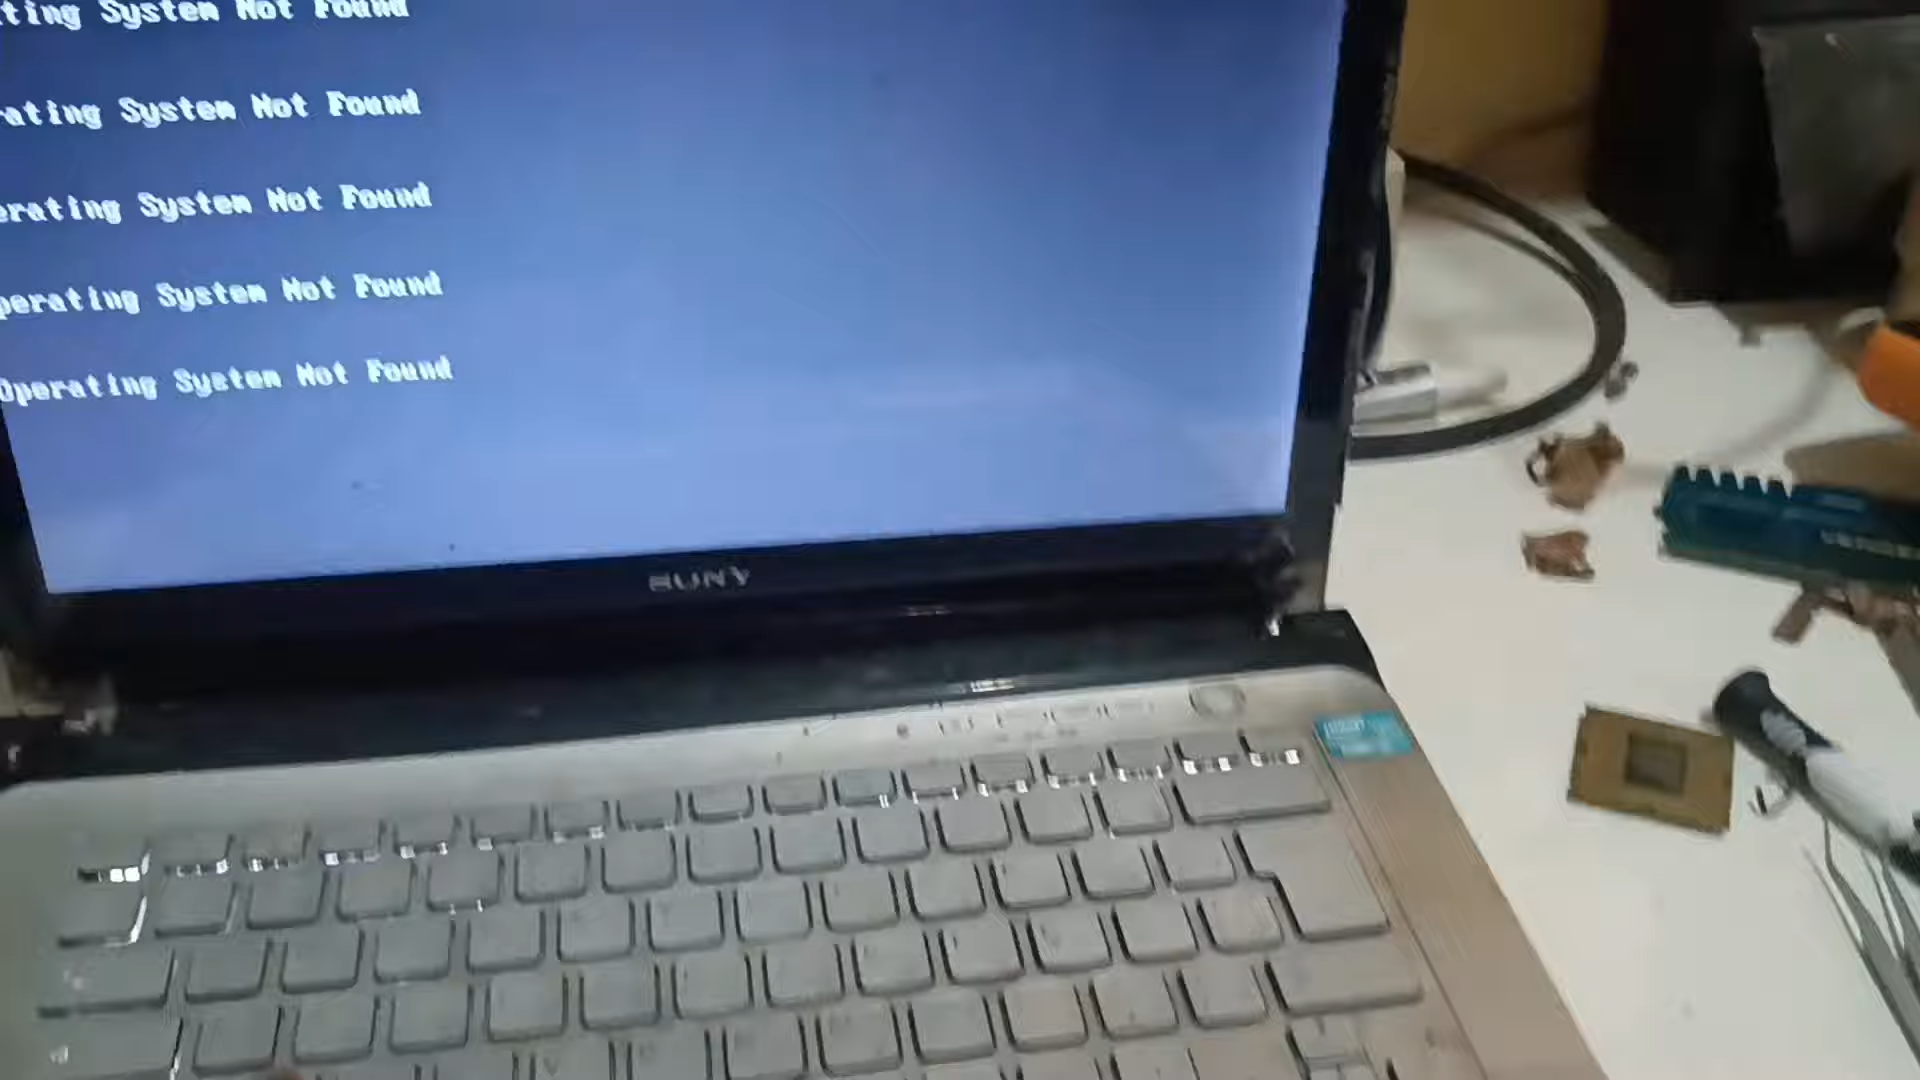 ting System Not Found
rating System Not Found
erating System Not Found
perating System Not Found
Operating System Not Found
SONY